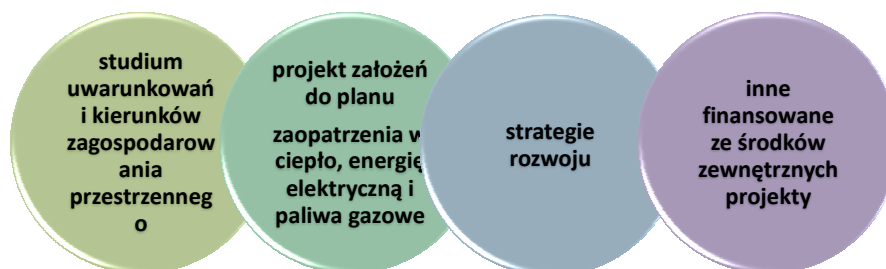 studium
uwarunkowań
i kierunków
zagospodarow
ania
przestrzenneg
o
projekt założeń
do planu
zaopatrzenia w
ciepło, energię
elektryczną i
paliwa gazowe
strategie
rozwoju
inne
finansowane
ze środków
zewnętrznych
projekty